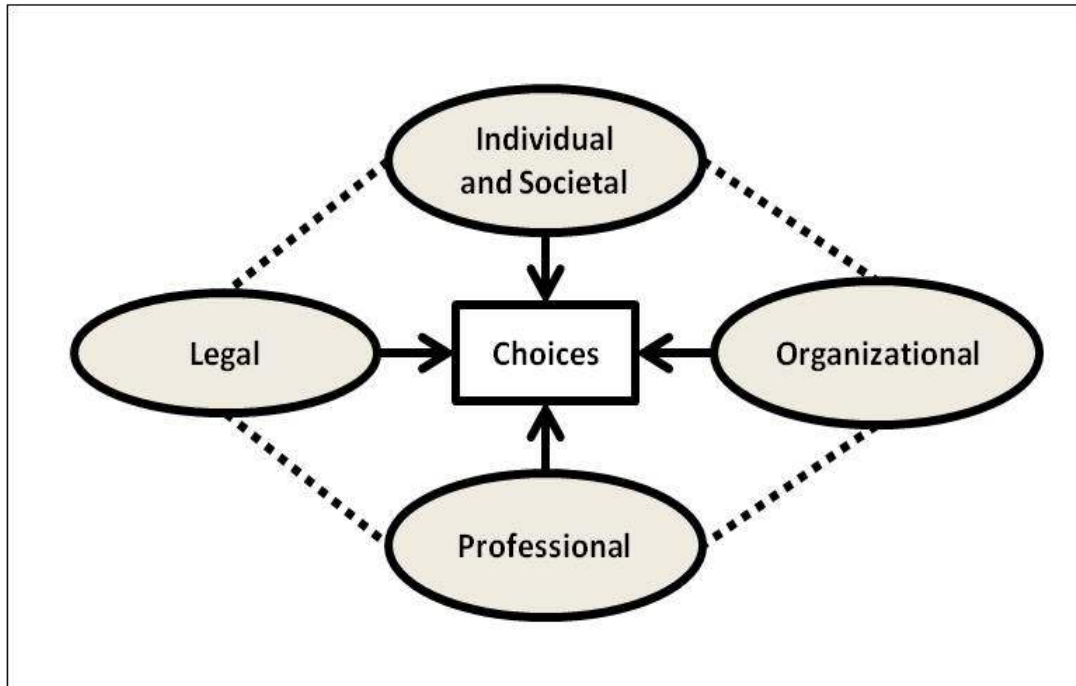 Individual
and Societal
Legal
Choices
Organizational
Professional